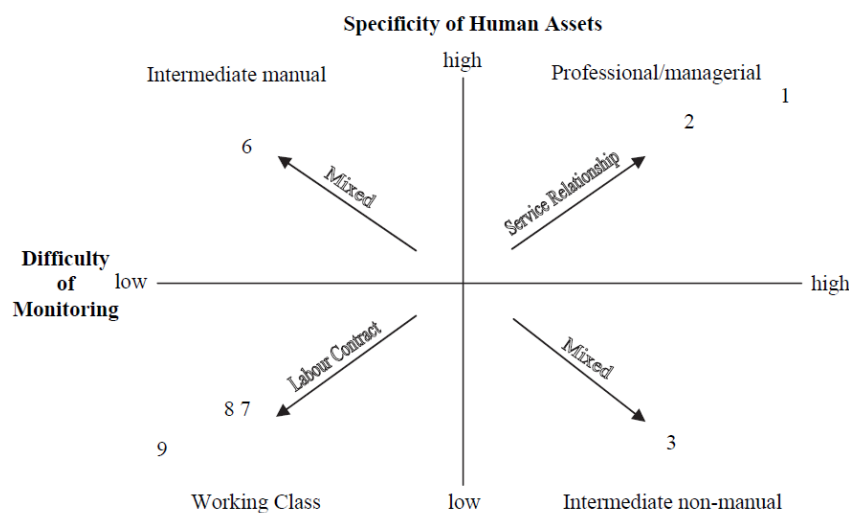 Specificity of Human Assets
Intermediate manual
high
Professional/managerial
1
2
6
Mixed
Service Relationship
Difficulty
of
Monitoring
low
high
Labour Contract
Mixed
8 7
3
9
Working Class
low
Intermediate non-manual